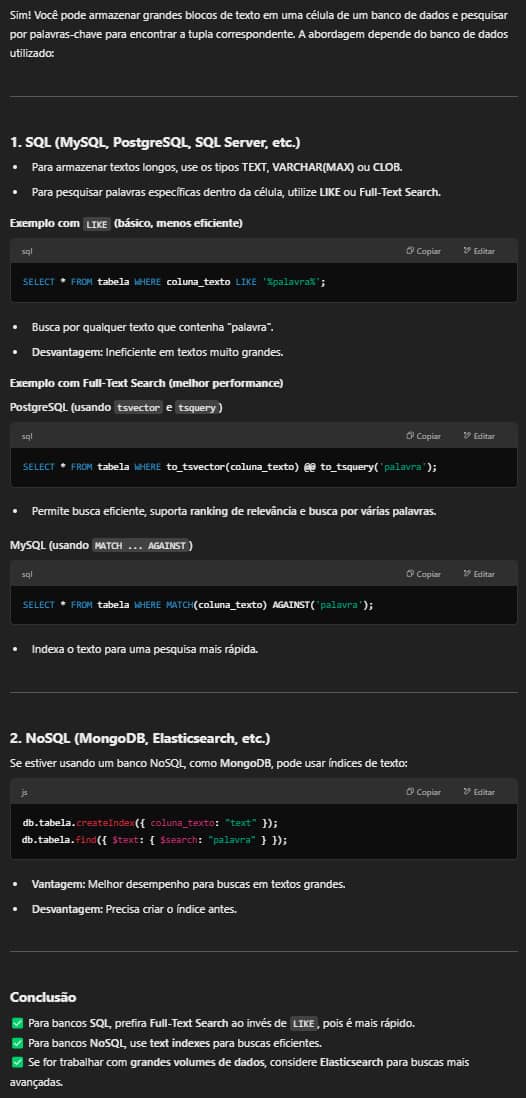 Sim! Você pode armazenar grandes blocos de texto em uma célula de um banco de dados e pesquisar
por palavras-chave para encontrar a tupla correspondente. A abordagem depende do banco de dados
utilizado:
1. SQL (MySQL, PostgreSQL, SQL Server, etc.)
• Para armazenar textos longos, use os tipos TEXT, VARCHAR(MAX) ou CLOB.
• Para pesquisar palavras específicas dentro da célula, utilize LIKE ou Full-Text Search.
Exemplo com LIKE (básico, menos eficiente)
sql Copiar Editar
SELECT * FROM tabela WHERE coluna_texto LIKE '%palavra%';
• Busca por qualquer texto que contenha "palavra".
• Desvantagem: Ineficiente em textos muito grandes.
Exemplo com Full-Text Search (melhor performance)
PostgreSQL (usando tsvector e tsquery)
sql Copiar Editar
SELECT * FROM tabela WHERE to_tsvector(coluna_texto) @@ to_tsquery('palavra');
• Permite busca eficiente, suporta ranking de relevância e busca por várias palavras.
MySQL (usando MATCH ... AGAINST)
sql Copiar Editar
SELECT * FROM tabela WHERE MATCH(coluna_texto) AGAINST('palavra');
• Indexa o texto para uma pesquisa mais rápida.
2. NoSQL (MongoDB, Elasticsearch, etc.)
Se estiver usando um banco NoSQL, como MongoDB, pode usar índices de texto:
js Copiar Editar
db.tabela.createIndex({ coluna_texto: "text" });
db.tabela.find({ $text: { $search: "palavra" } });
• Vantagem: Melhor desempenho para buscas em textos grandes.
• Desvantagem: Precisa criar o índice antes.
Conclusão
✅ Para bancos SQL, prefira Full-Text Search ao invés de LIKE, pois é mais rápido.
✅ Para bancos NoSQL, use text indexes para buscas eficientes.
✅ Se for trabalhar com grandes volumes de dados, considere Elasticsearch para buscas mais
avançadas.